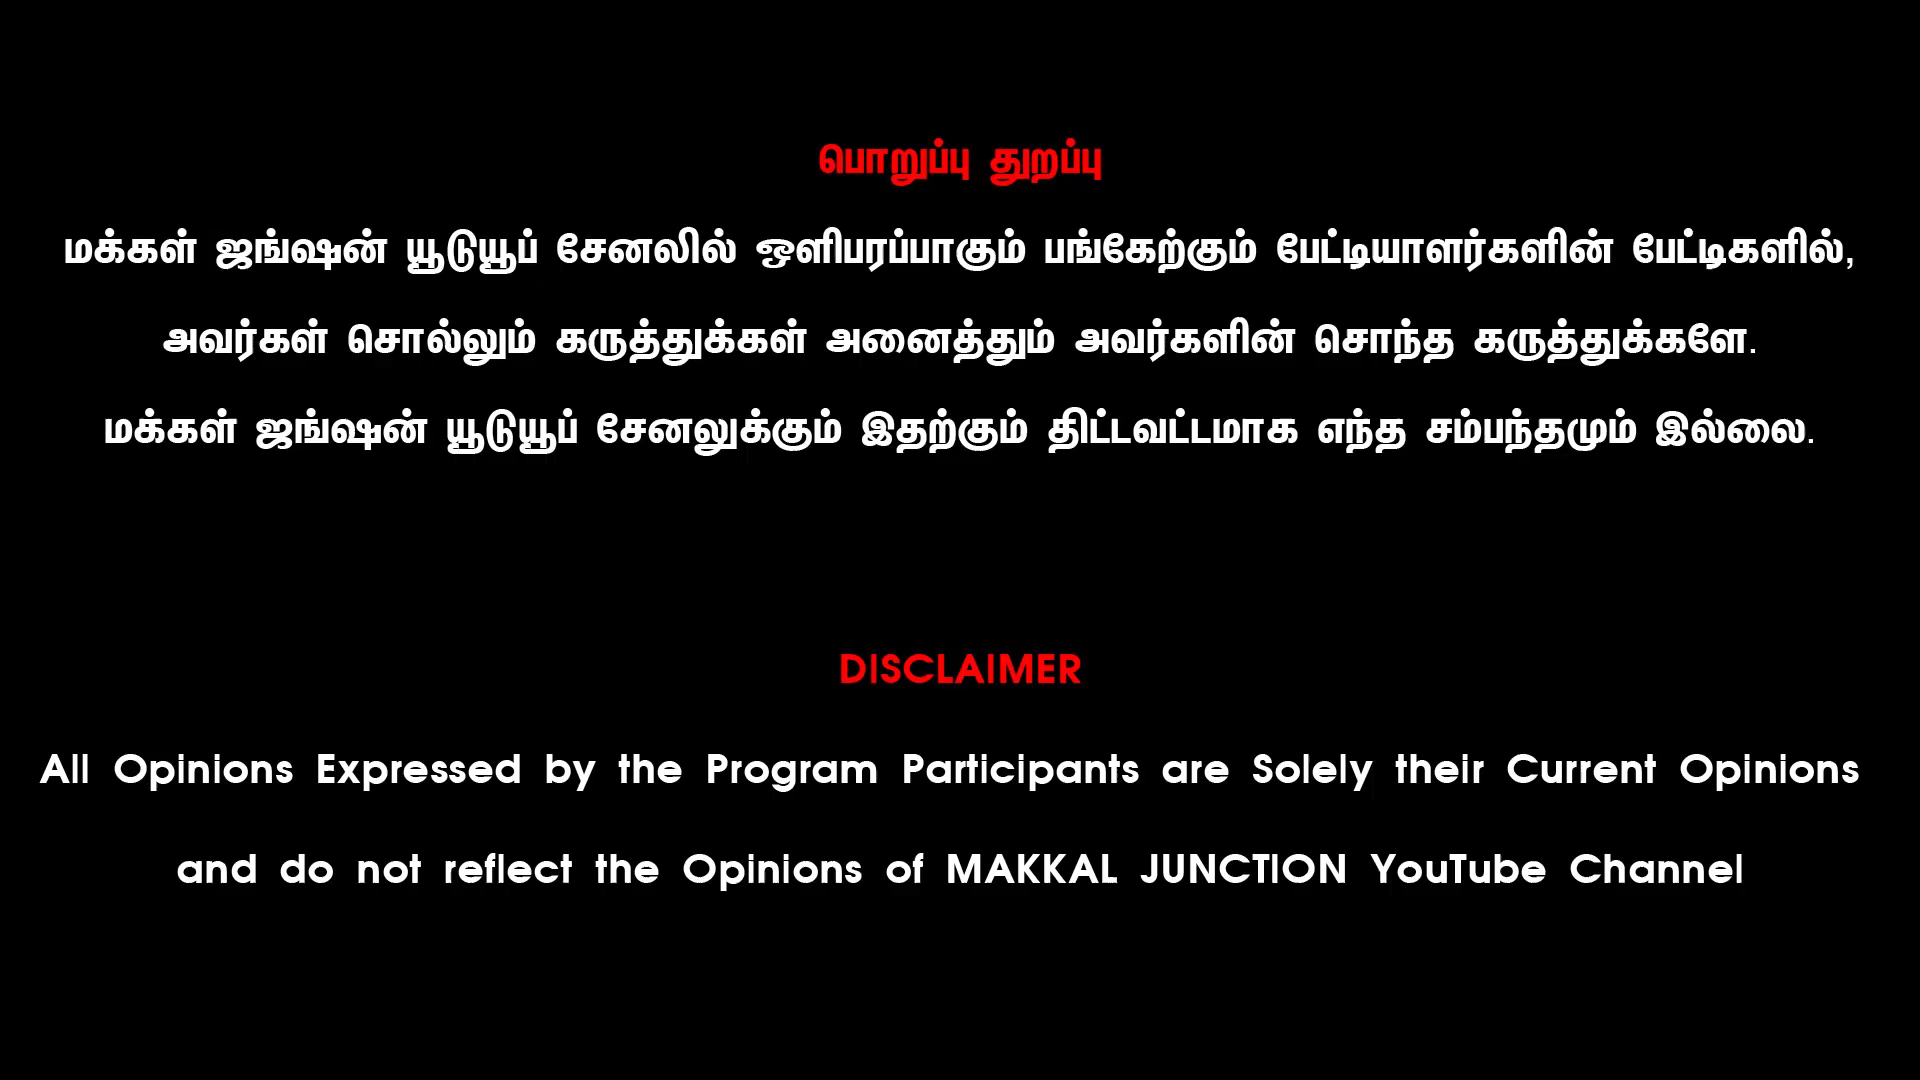 பொறுப்பு துறப்பு
மக்கள் ஜங்ஷன் யூடுயூப் சேனலில் ஒளிபரப்பாகும் பங்கேற்கும் பேட்டியாளர்களின் பேட்டிகளில்,
அவர்கள் சொல்லும் கருத்துக்கள் அனைத்தும் அவர்களின் சொந்த கருத்துக்களே.
மக்கள் ஜங்ஷன் யூடுயூப் சேனலுக்கும் இதற்கும் திட்டவட்டமாக எந்த சம்பந்தமும் இல்லை.
DISCLAIMER
All Opinions Expressed by the Program Participants are Solely their Current Opinions
and do not reflect the Opinions of MAKKAL JUNCTION YouTube Channel